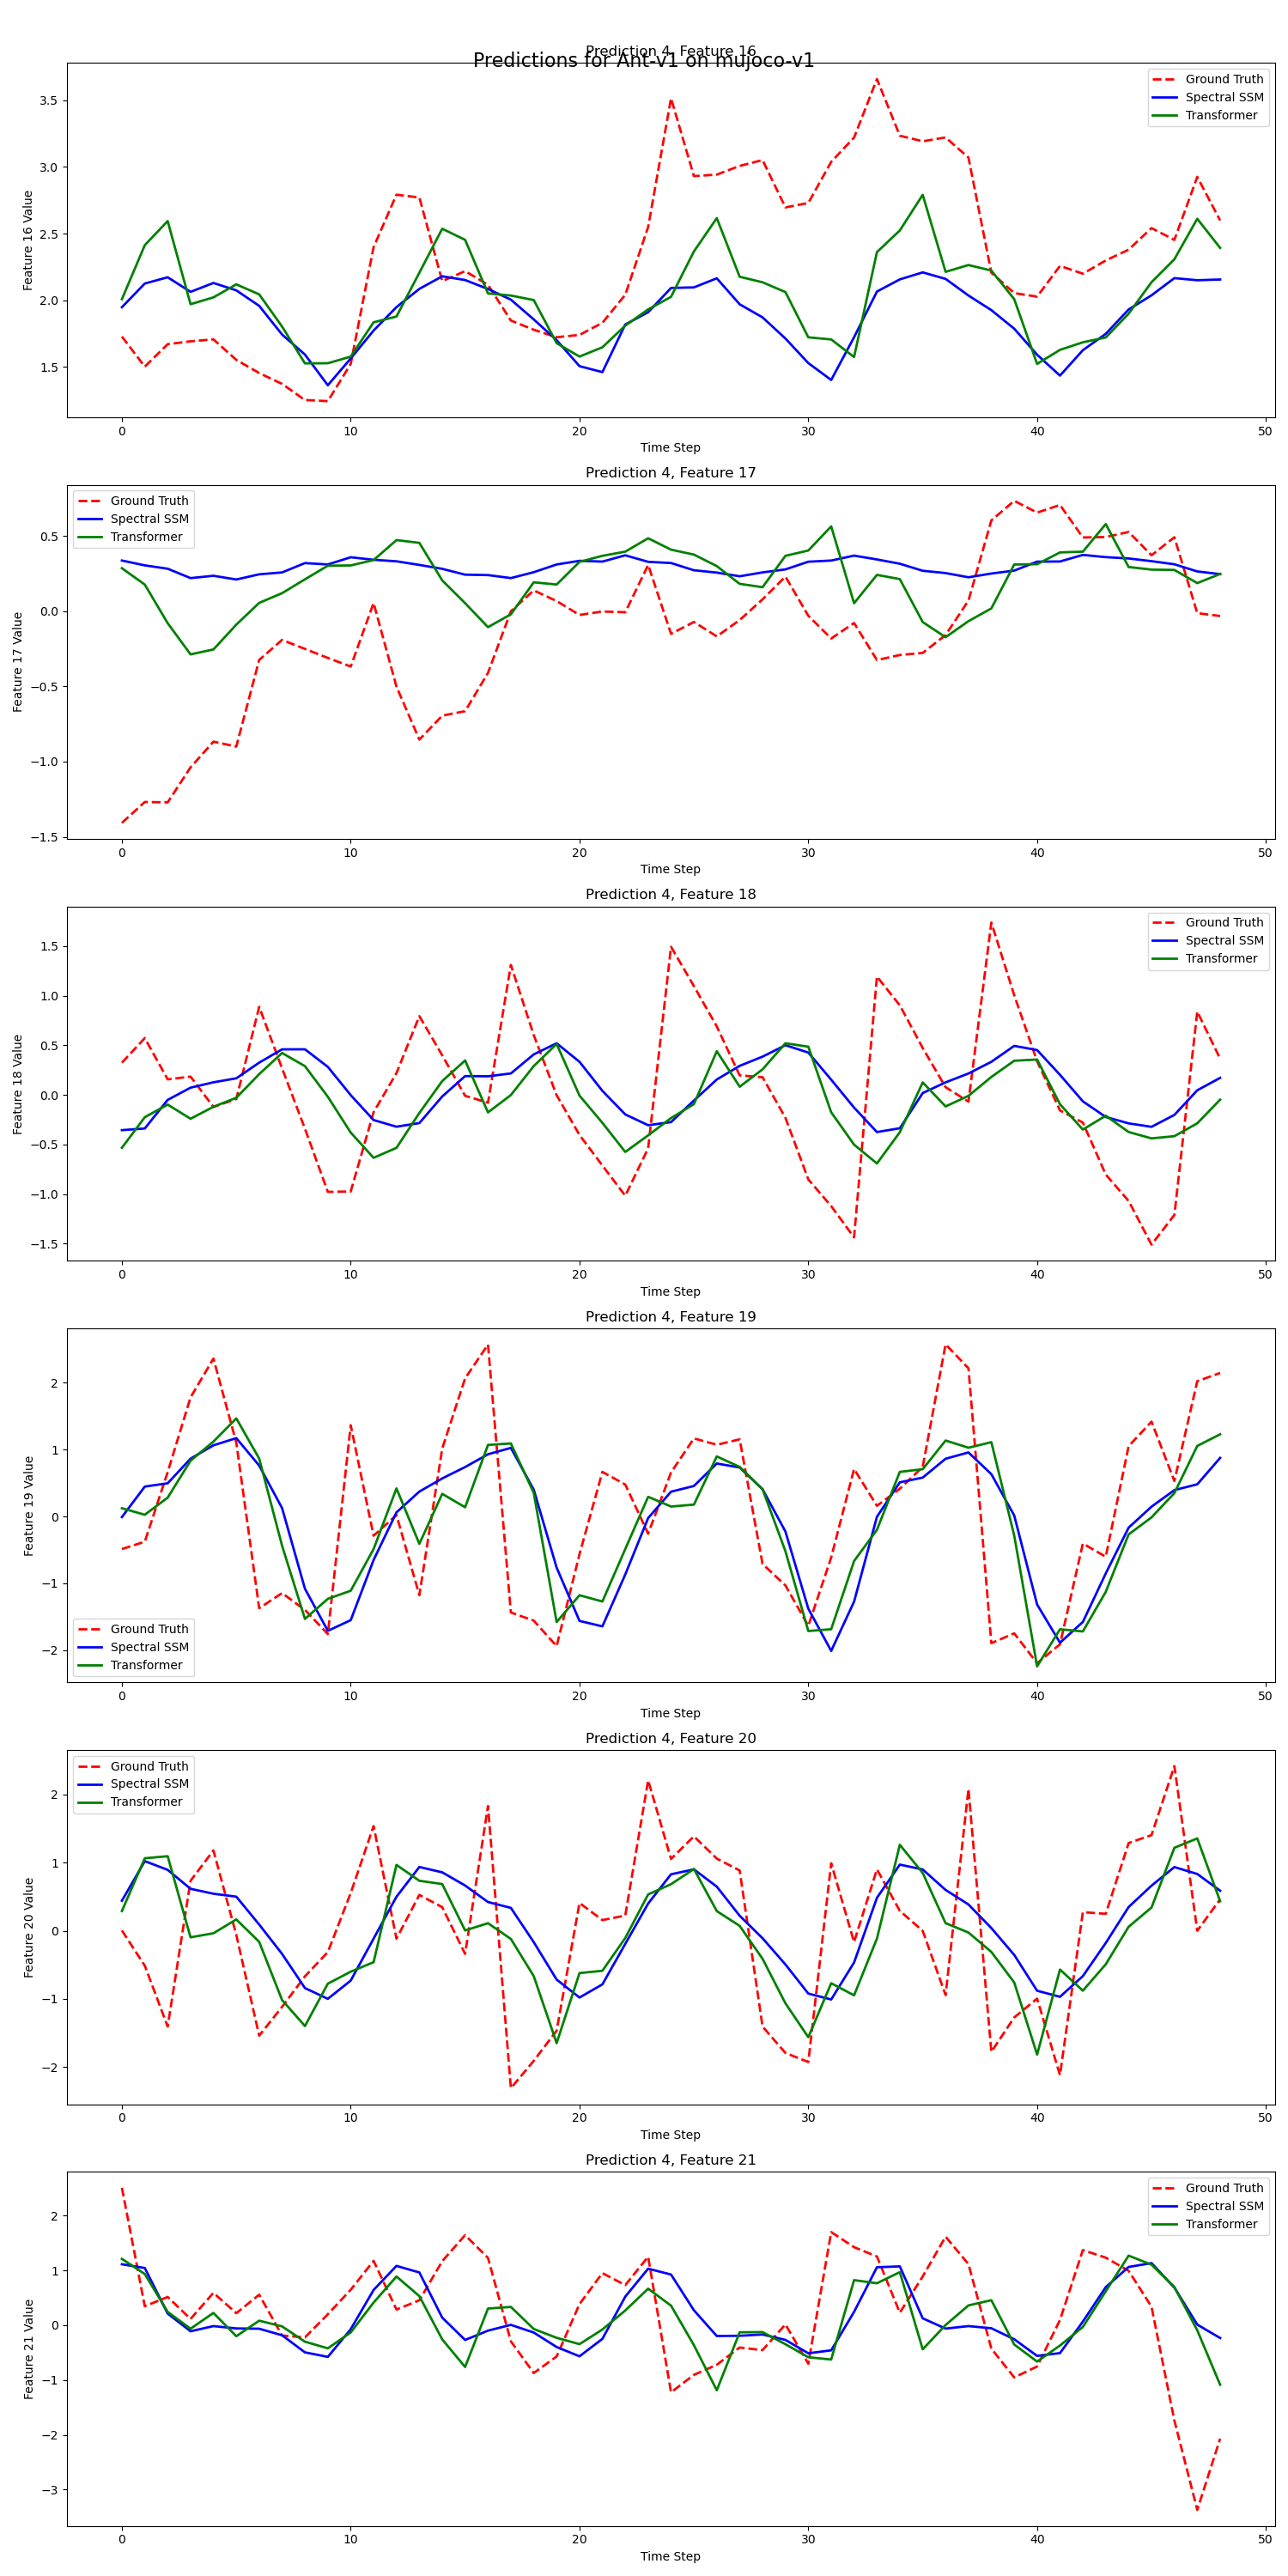 Prediction 4, Feature 16
Predictions for Ant-v1 on mujoco-v1
Ground Truth
Spectral SSM
Transformer
3.5
3.0
2.5
2.0
1.5
Feature 16 Value
0 10 20 30 40 50
Time Step
Prediction 4, Feature 17
Ground Truth
Spectral SSM
Transformer
0.5
0.0
−0.5
−1.0
−1.5
Feature 17 Value
0 10 20 30 40 50
Time Step
Prediction 4, Feature 18
Ground Truth
Spectral SSM
Transformer
1.5
1.0
0.5
0.0
−0.5
−1.0
−1.5
Feature 18 Value
0 10 20 30 40 50
Time Step
Prediction 4, Feature 19
2
1
0
−1
−2
Feature 19 Value
Ground Truth
Spectral SSM
Transformer
0 10 20 30 40 50
Time Step
Prediction 4, Feature 20
Ground Truth
Spectral SSM
Transformer
2
1
0
−1
−2
Feature 20 Value
0 10 20 30 40 50
Time Step
Prediction 4, Feature 21
Ground Truth
Spectral SSM
Transformer
2
1
0
−1
−2
−3
Feature 21 Value
0 10 20 30 40 50
Time Step